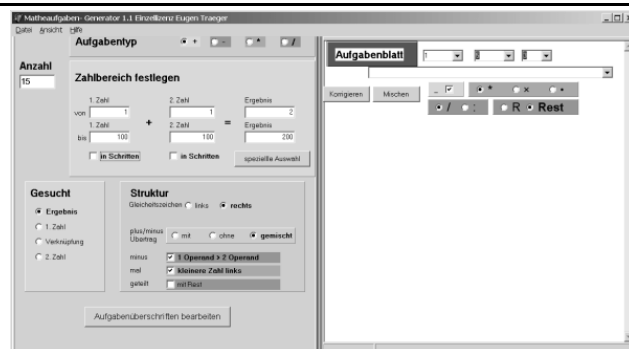 Matheaufgaben- Generator 1.1 Einzellizenz Eugen Traeger
Datei Ansicht Hilfe
Aufgabentyp + - * /
Anzahl
15
Zahlbereich festlegen
1. Zahl 2. Zahl Ergebnis
von 1 1 2
1. Zahl + 2. Zahl = Ergebnis
bis 100 100 200
in Schritten in Schritten spezielle Auswahl
Gesucht
Ergebnis
1. Zahl
Verknüpfung
2. Zahl
Struktur
Gleichheitszeichen links rechts
plus/minus
Übertrag mit ohne gemischt
minus 1 Operand > 2 Operand
mal kleinere Zahl links
geteilt mit Rest
Aufgabenüberschriften bearbeiten
Aufgabenblatt 1
Korrigieren Mischen _ * × •
/ : R Rest